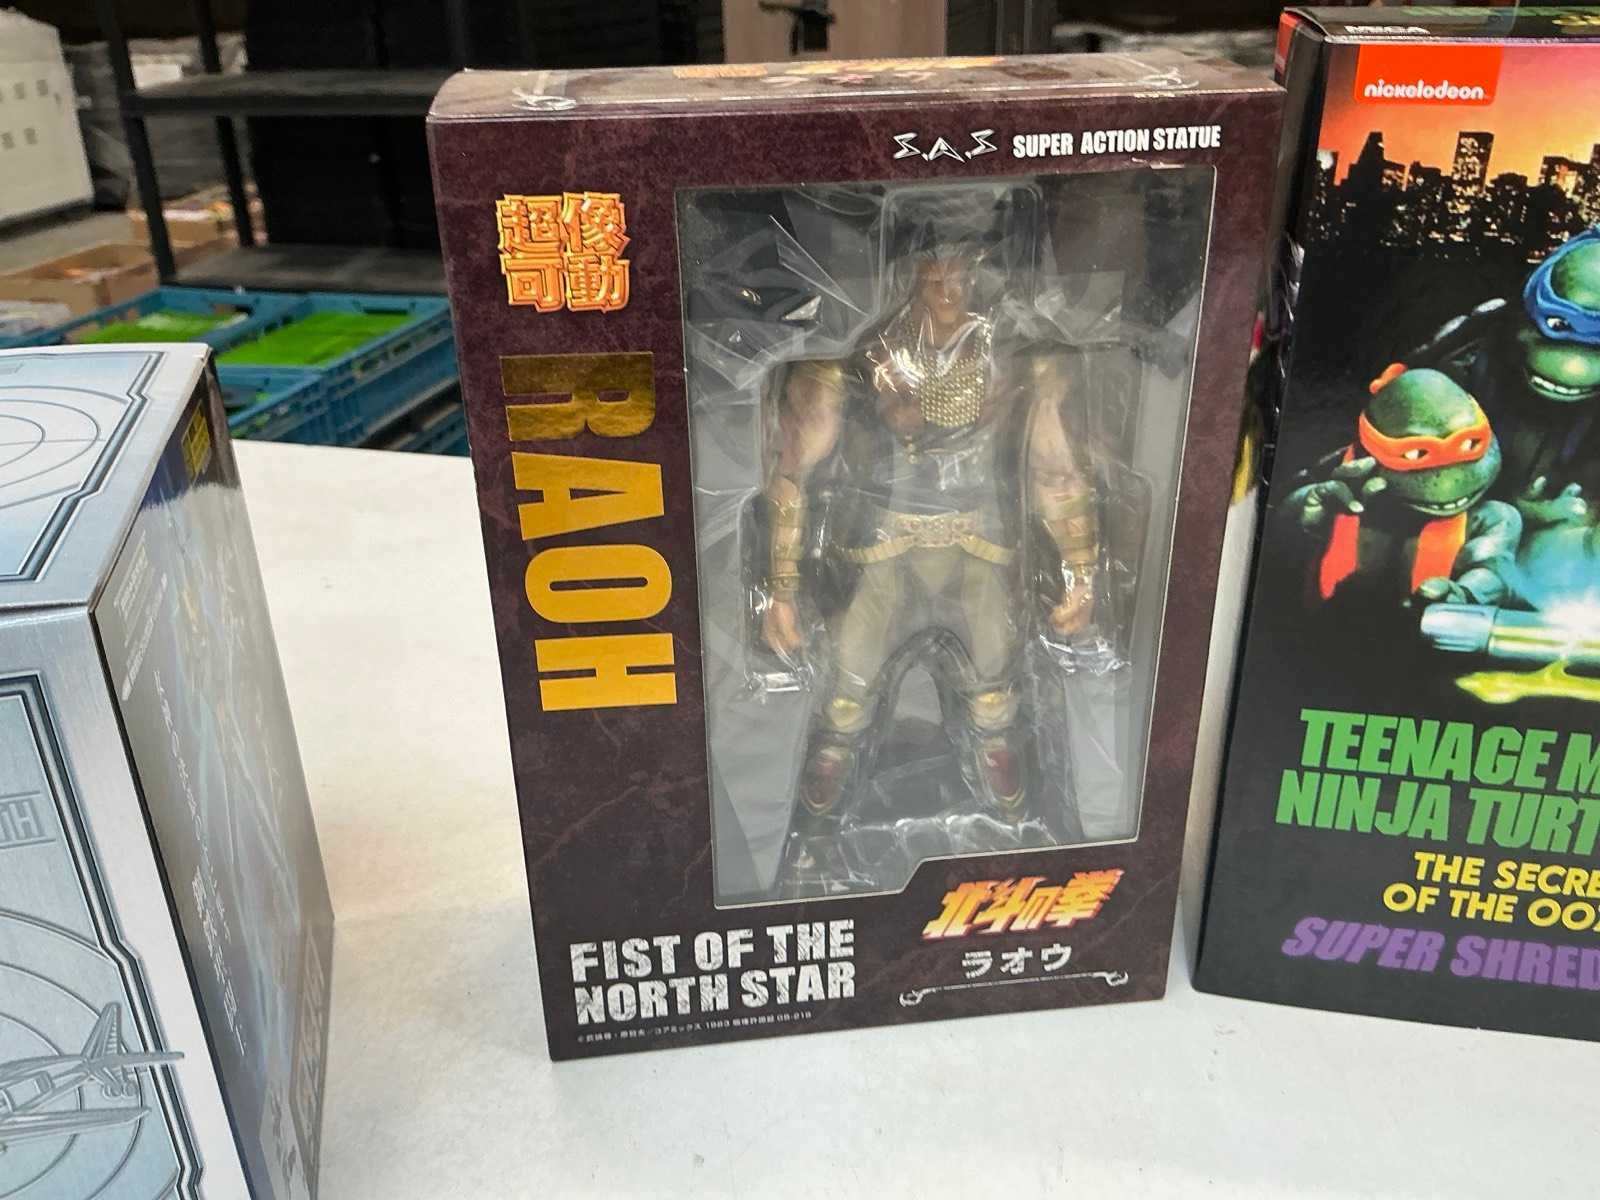 S.A.S SUPER ACTION STATUE
超像
可動
RAOH
北斗の拳
ラオウ
FIST OF THE
NORTH STAR
nickelodeon
TEENAGE M
NINJA TURT
THE SECRE
OF THE OO
SUPER SHRED